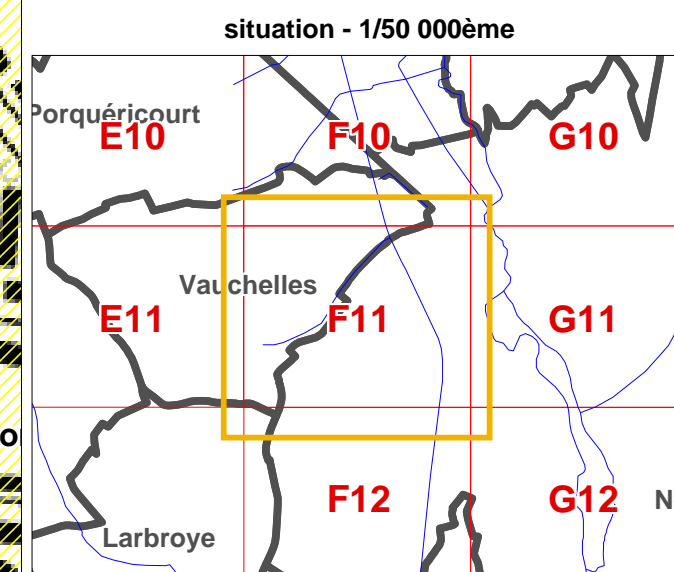 situation - 1/50 000ème
Porquéricourt
E10
F10
G10
Vauchelles
E11
F11
G11
F12
G12
Larbroye